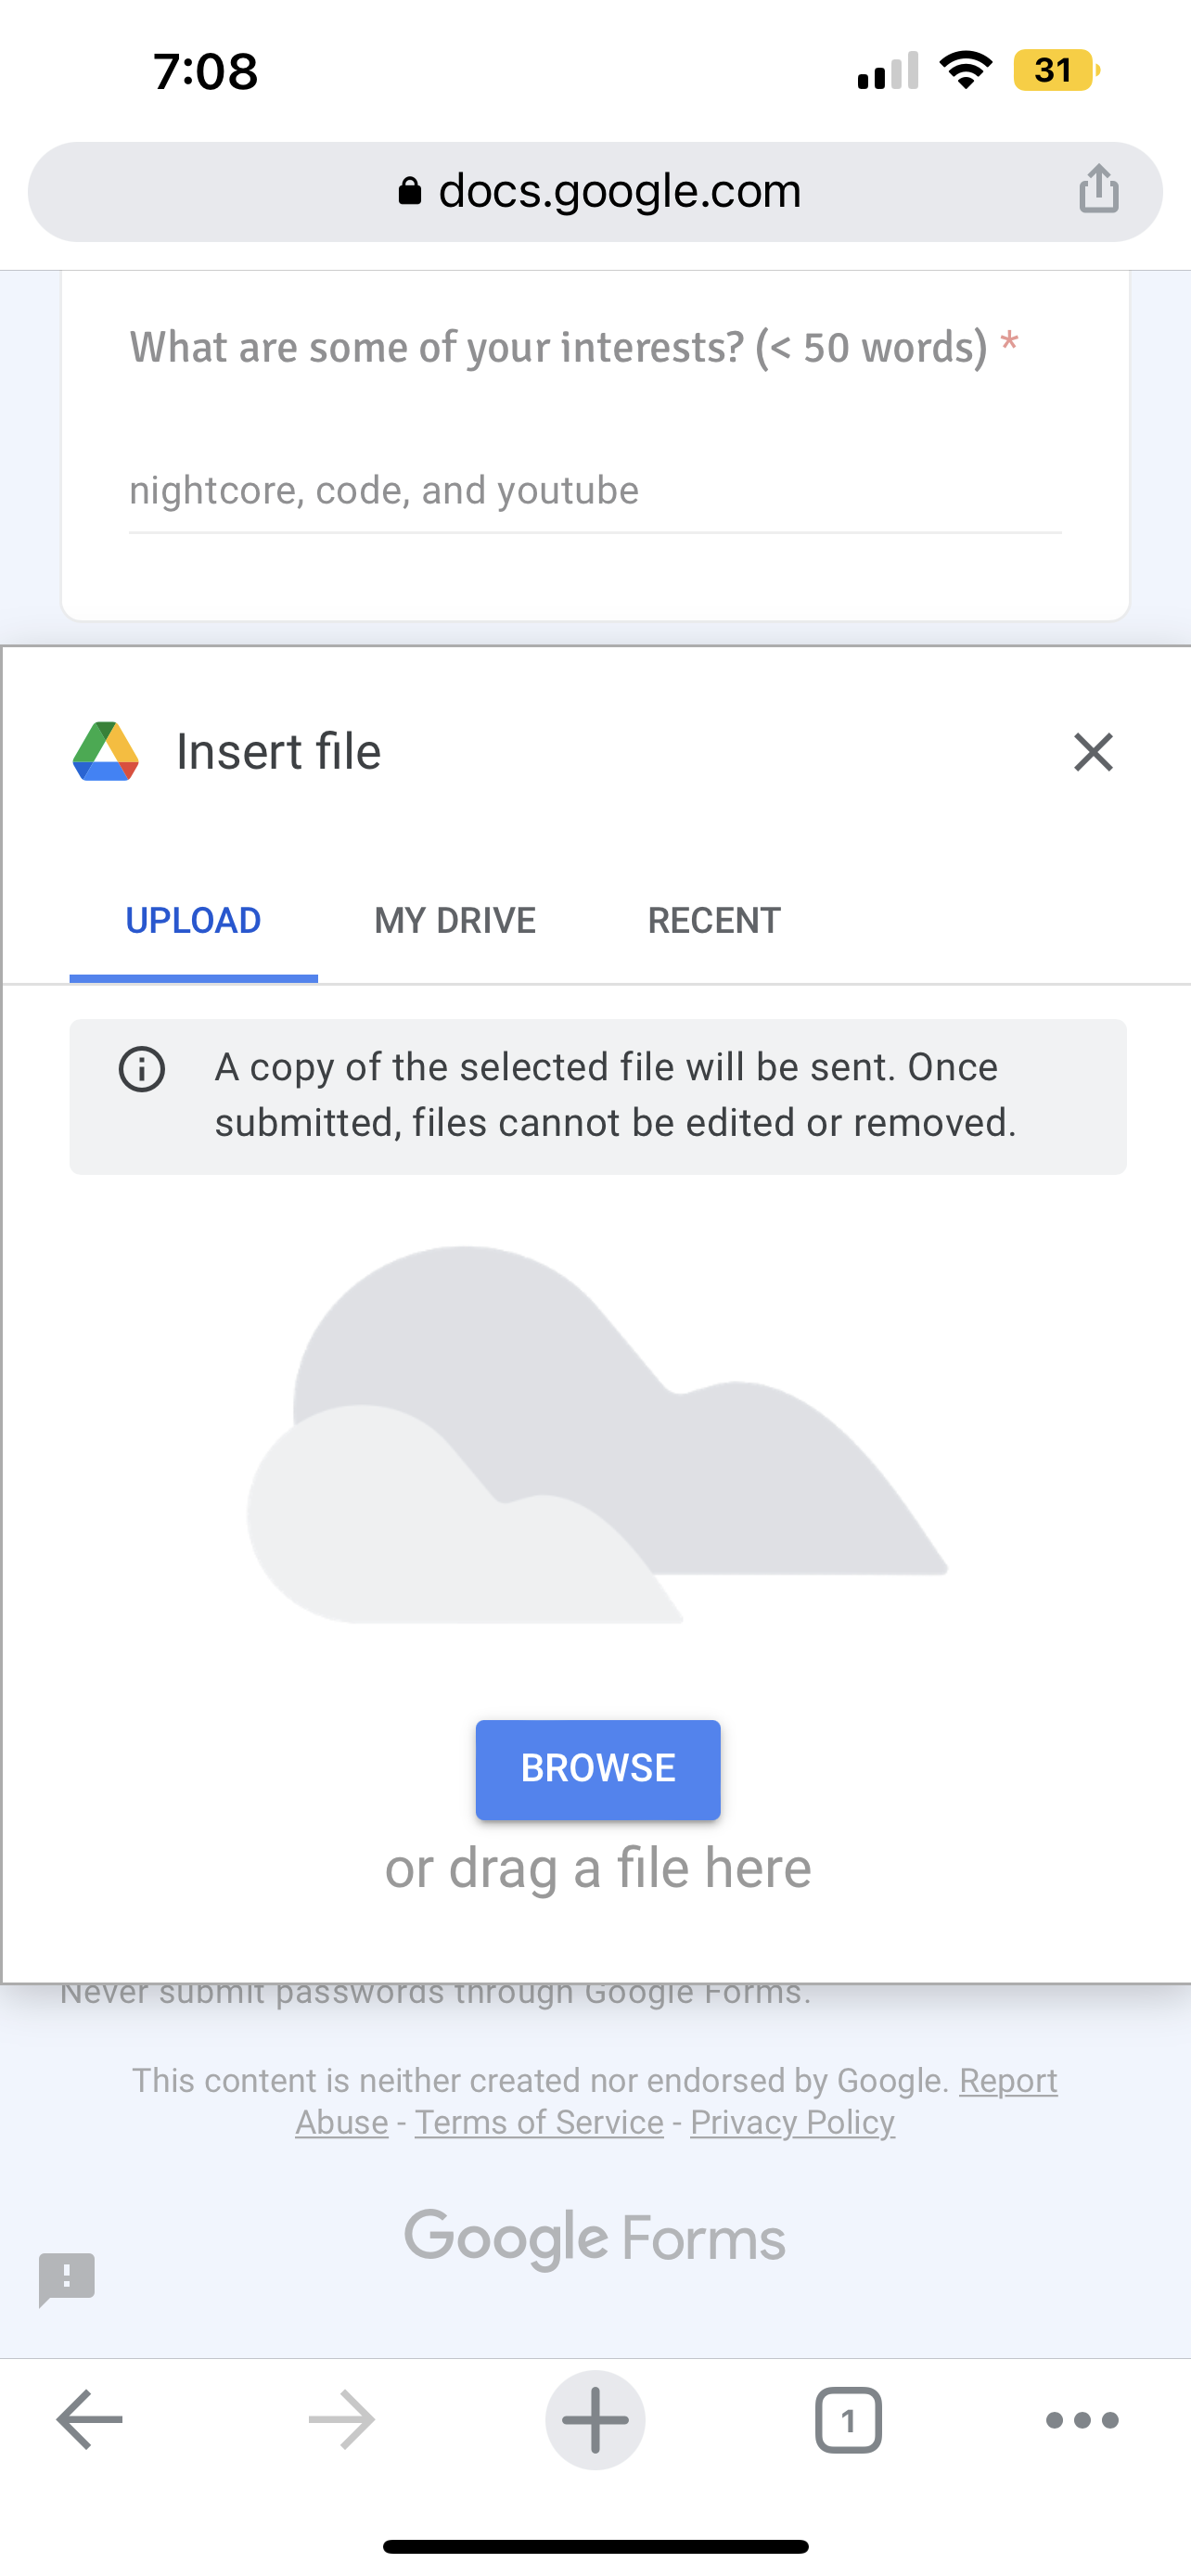 7:08
31
docs.google.com
What are some of your interests? (< 50 words) *
nightcore, code, and youtube
Insert file
UPLOAD
MY DRIVE
RECENT
A copy of the selected file will be sent. Once
submitted, files cannot be edited or removed.
BROWSE
or drag a file here
Never submit passwords through Google Forms.
This content is neither created nor endorsed by Google. Report
Abuse - Terms of Service - Privacy Policy
Google Forms
1